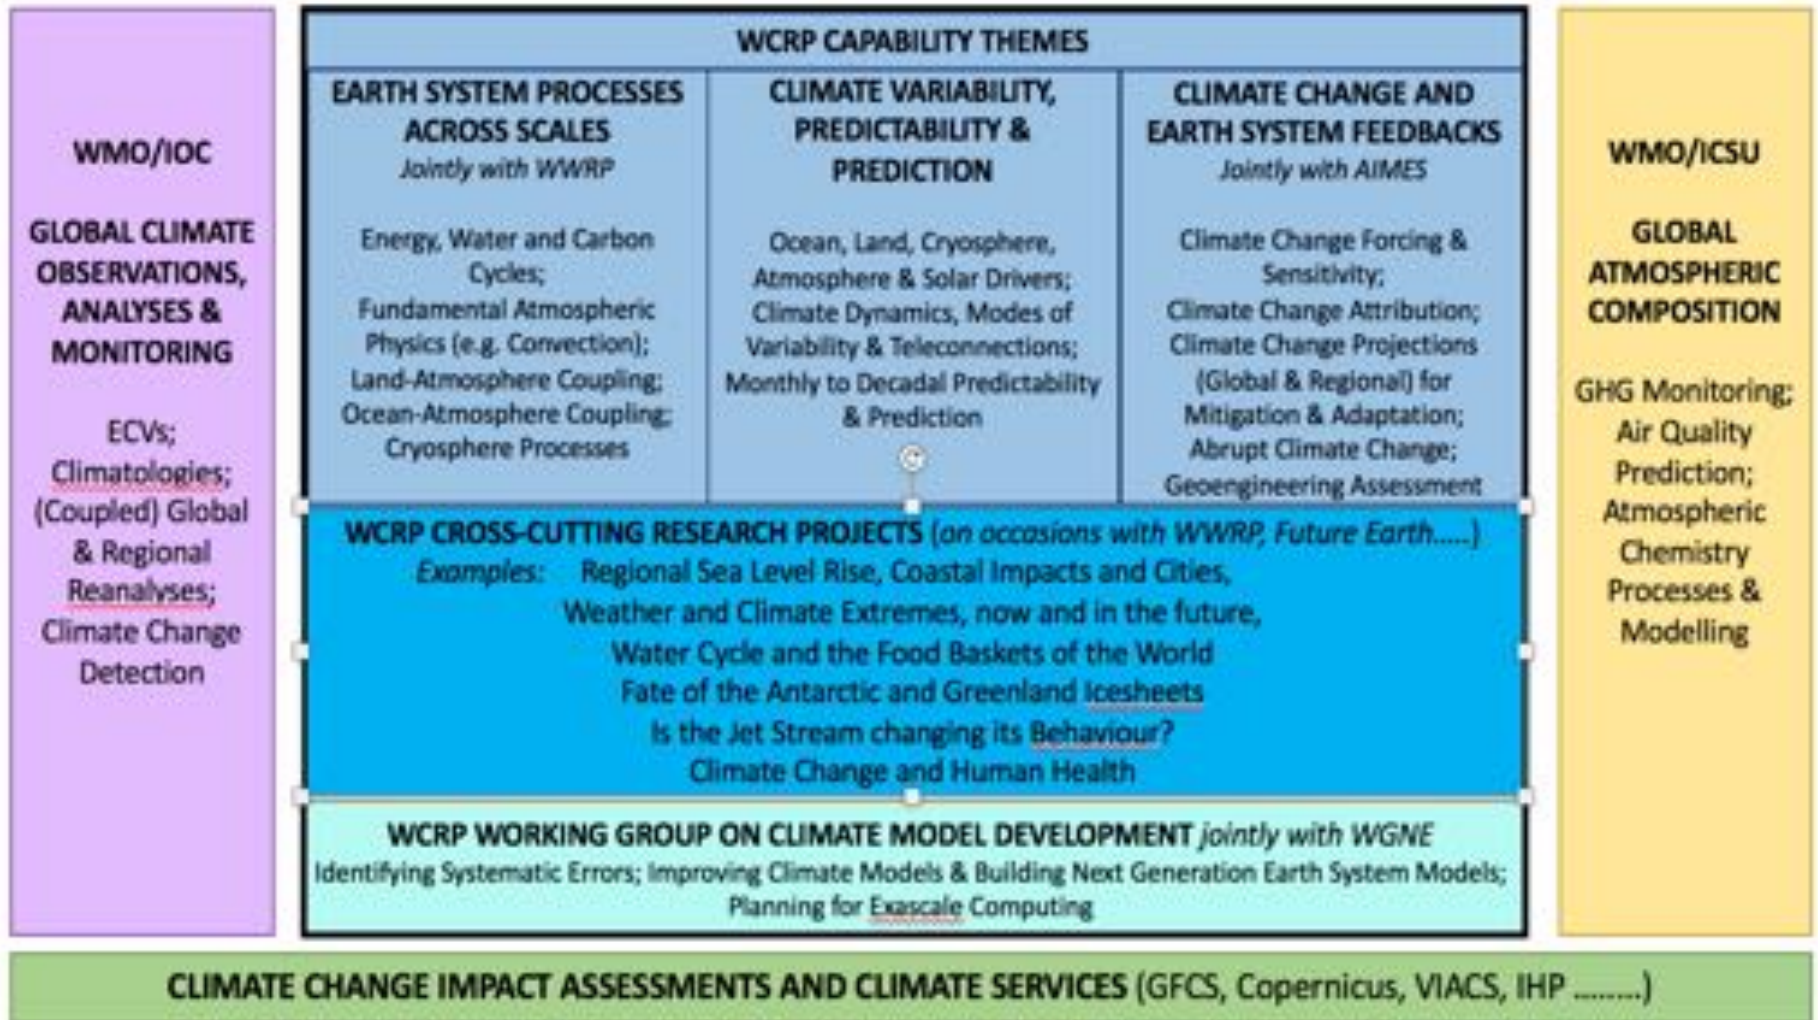 WMO/IOC
GLOBAL CLIMATE
OBSERVATIONS,
ANALYSES &
MONITORING
ECVs;
Climatologies;
(Coupled) Global
& Regional
Reanalyses;
Climate Change
Detection
WCRP CAPABILITY THEMES
EARTH SYSTEM PROCESSES
ACROSS SCALES
Jointly with WWRP
Energy, Water and Carbon
Cycles;
Fundamental Atmospheric
Physics (e.g. Convection);
Land-Atmosphere Coupling;
Ocean-Atmosphere Coupling;
Cryosphere Processes
CLIMATE VARIABILITY,
PREDICTABILITY &
PREDICTION
Ocean, Land, Cryosphere,
Atmosphere & Solar Drivers;
Climate Dynamics, Modes of
Variability & Teleconnections;
Monthly to Decadal Predictability
& Prediction
CLIMATE CHANGE AND
EARTH SYSTEM FEEDBACKS
Jointly with AIMES
Climate Change Forcing &
Sensitivity;
Climate Change Attribution;
Climate Change Projections
(Global & Regional) for
Mitigation & Adaptation;
Abrupt Climate Change;
Geoengineering Assessment
WCRP CROSS-CUTTING RESEARCH PROJECTS (on occasions with WWRP, Future Earth.....)
Examples: Regional Sea Level Rise, Coastal Impacts and Cities,
Weather and Climate Extremes, now and in the future,
Water Cycle and the Food Baskets of the World
Fate of the Antarctic and Greenland Icesheets
Is the Jet Stream changing its Behaviour?
Climate Change and Human Health
WCRP WORKING GROUP ON CLIMATE MODEL DEVELOPMENT jointly with WGNE
Identifying Systematic Errors; Improving Climate Models & Building Next Generation Earth System Models;
Planning for Exascale Computing
WMO/ICSU
GLOBAL
ATMOSPHERIC
COMPOSITION
GHG Monitoring;
Air Quality
Prediction;
Atmospheric
Chemistry
Processes &
Modelling
CLIMATE CHANGE IMPACT ASSESSMENTS AND CLIMATE SERVICES (GFCS, Copernicus, VIACS, IHP .........)